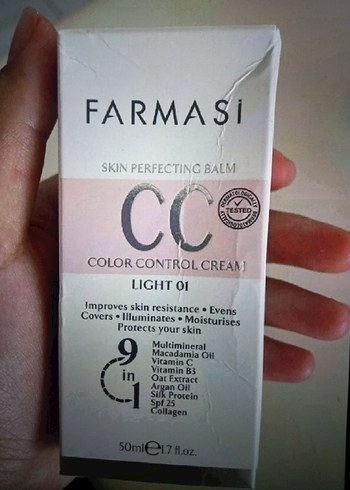 FARMASi
SKIN PERFECTING BALM
CC
DERMATOLOGICALLY
TESTED
DERMATOLOGICALLY
COLOR CONTROL CREAM
LIGHT 01
Improves skin resistance • Evens
Covers • Illuminates • Moisturises
Protects your skin
9
in
1
Multimineral
Macadamia Oil
Vitamin C
Vitamin B3
Oat Extract
Argan Oil
Silk Protein
Spf 25
Collagen
50ml℮1.7 fl.oz.